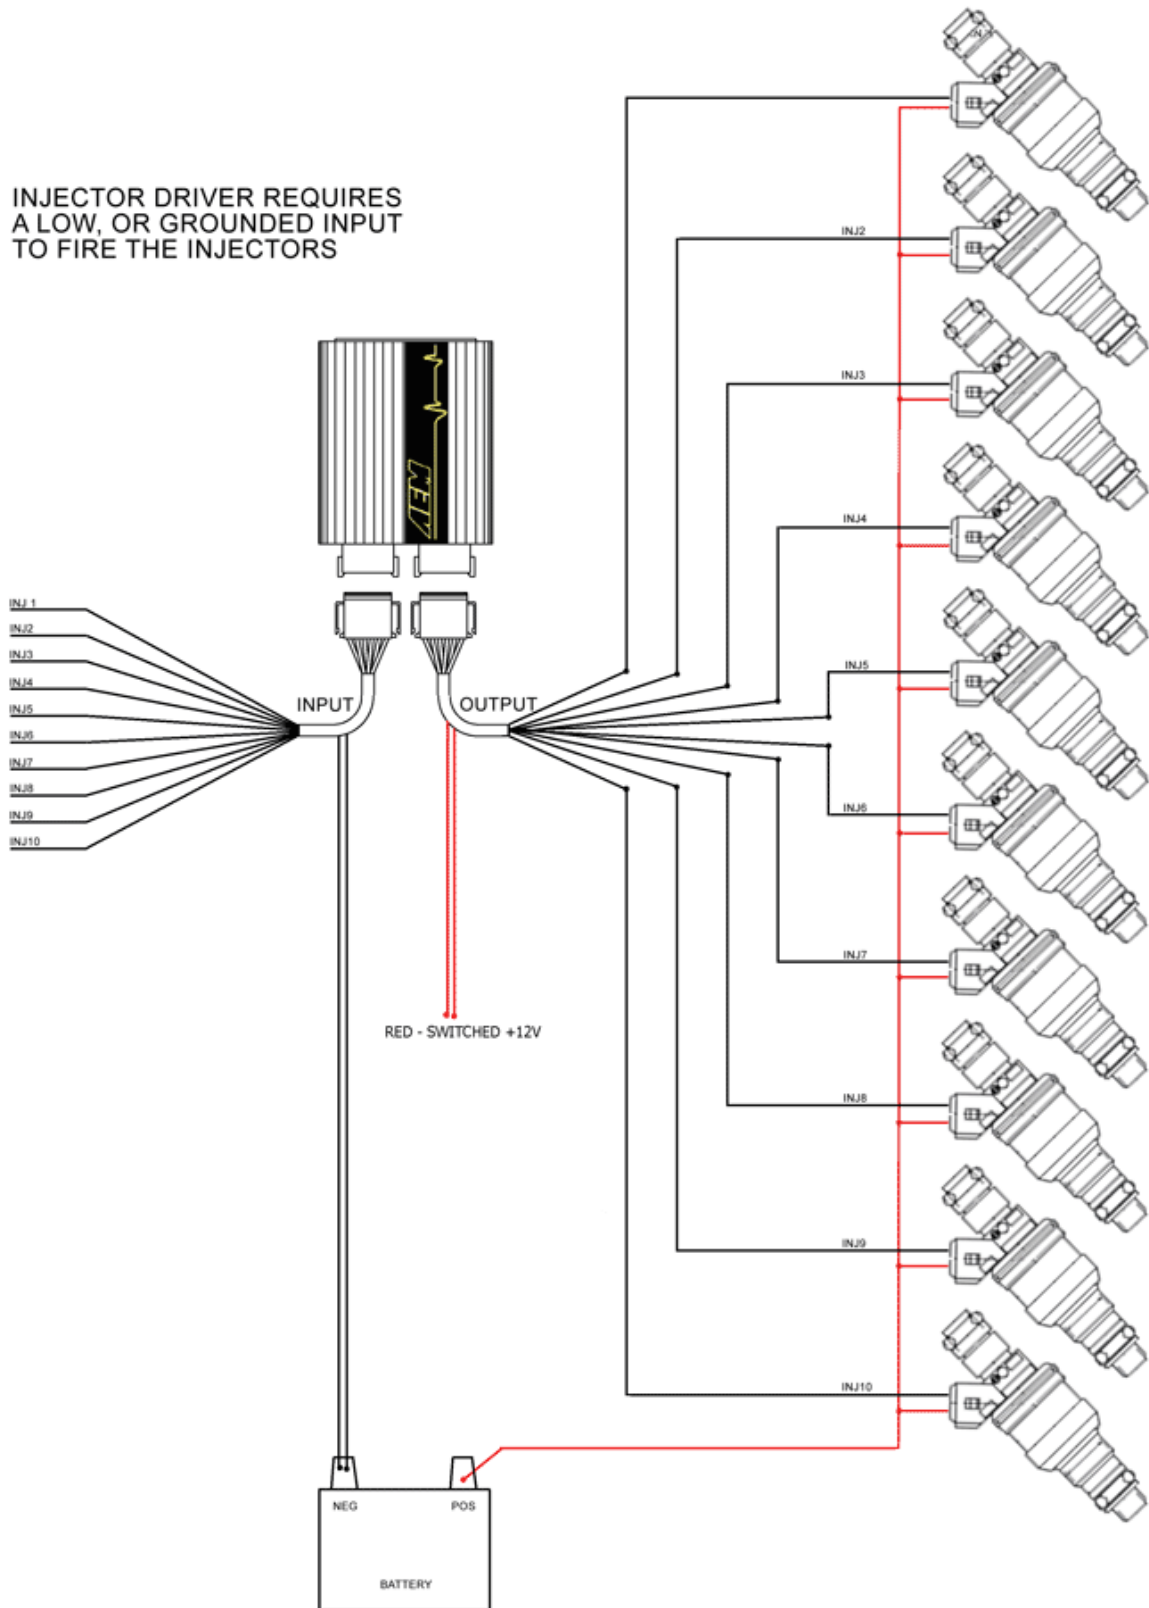 INJECTOR DRIVER REQUIRES
A LOW, OR GROUNDED INPUT
TO FIRE THE INJECTORS
AEM
INJ 1
INJ2
INJ3
INJ4
INJ5
INJ6
INJ7
INJ8
INJ9
INJ10
INPUT
OUTPUT
RED - SWITCHED +12V
INJ2
INJ3
INJ4
INJ5
INJ6
INJ7
INJ8
INJ9
INJ10
NEG
POS
BATTERY